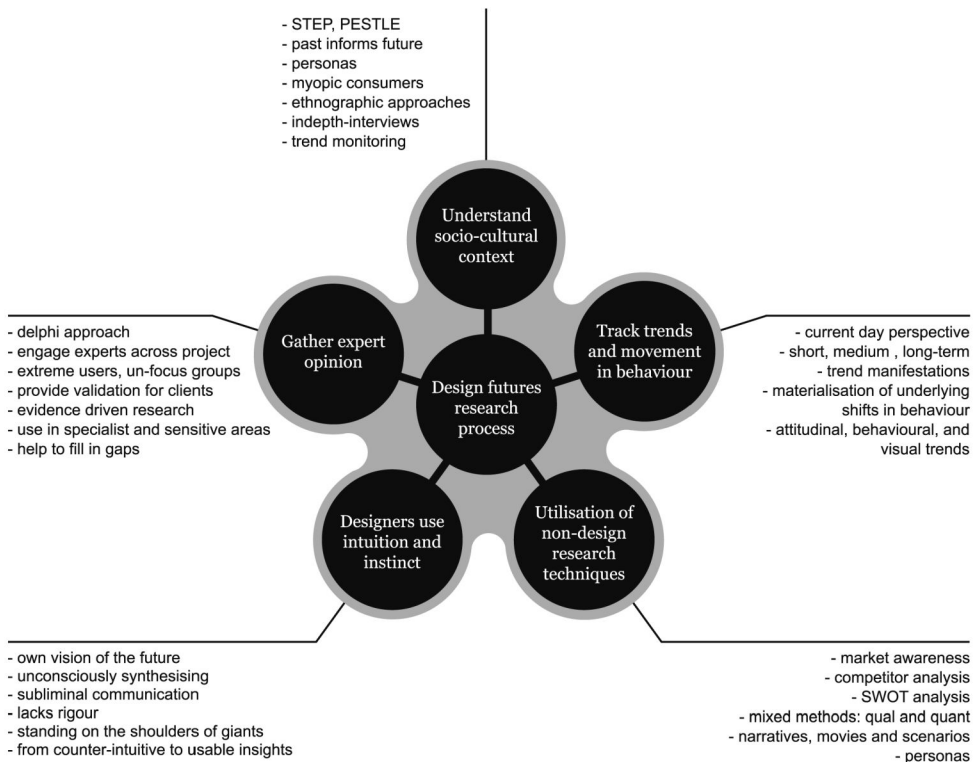 - STEP, PESTLE
- past informs future
- personas
- myopic consumers
- ethnographic approaches
- indepth-interviews
- trend monitoring
Understand
socio-cultural
context
Gather expert
opinion
Track trends
and movement
in behaviour
Design futures
research
process
Designers use
intuition and
instinct
Utilisation of
non-design
research
techniques
- delphi approach
- engage experts across project
- extreme users, un-focus groups
- provide validation for clients
- evidence driven research
- use in specialist and sensitive areas
- help to fill in gaps
- current day perspective
- short, medium , long-term
- trend manifestations
- materialisation of underlying
shifts in behaviour
- attitudinal, behavioural, and
visual trends
- own vision of the future
- unconsciously synthesising
- subliminal communication
- lacks rigour
- standing on the shoulders of giants
- from counter-intuitive to usable insights
- market awareness
- competitor analysis
- SWOT analysis
- mixed methods: qual and quant
- narratives, movies and scenarios
- personas